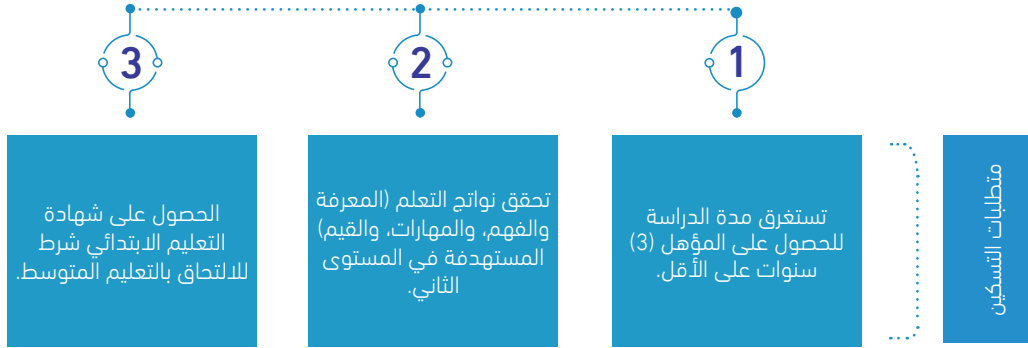 متطلبات التسكين
1
تستغرق مدة الدراسة
للحصول على المؤهل (3)
سنوات على الأقل.
2
تحقق نواتج التعلم (المعرفة
والفهم، والمهارات، والقيم)
المستهدفة في المستوى
الثاني.
3
الحصول على شهادة
التعليم الابتدائي شرط
للالتحاق بالتعليم المتوسط.